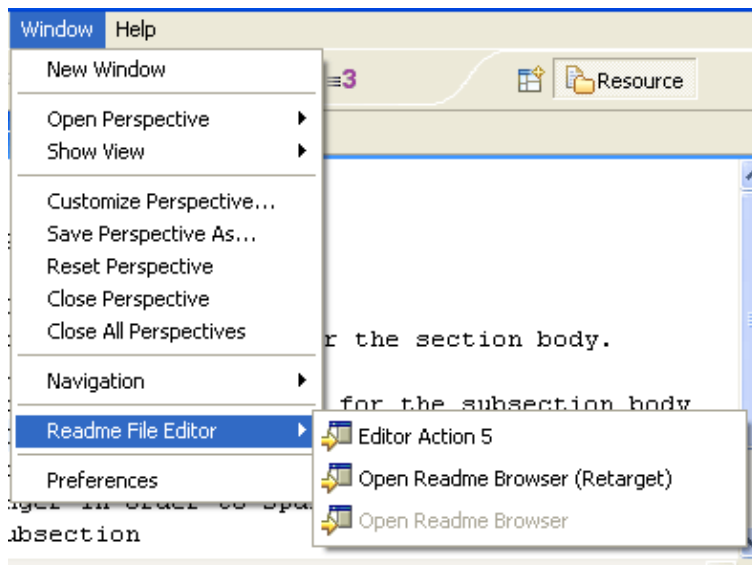 Window Help
New Window
≡3
Resource
Open Perspective
Show View
Customize Perspective...
Save Perspective As...
Reset Perspective
Close Perspective
Close All Perspectives
r the section body.
Navigation
for the subsection body
Readme File Editor
Editor Action 5
Open Readme Browser (Retarget)
Preferences
Open Readme Browser
ubsection